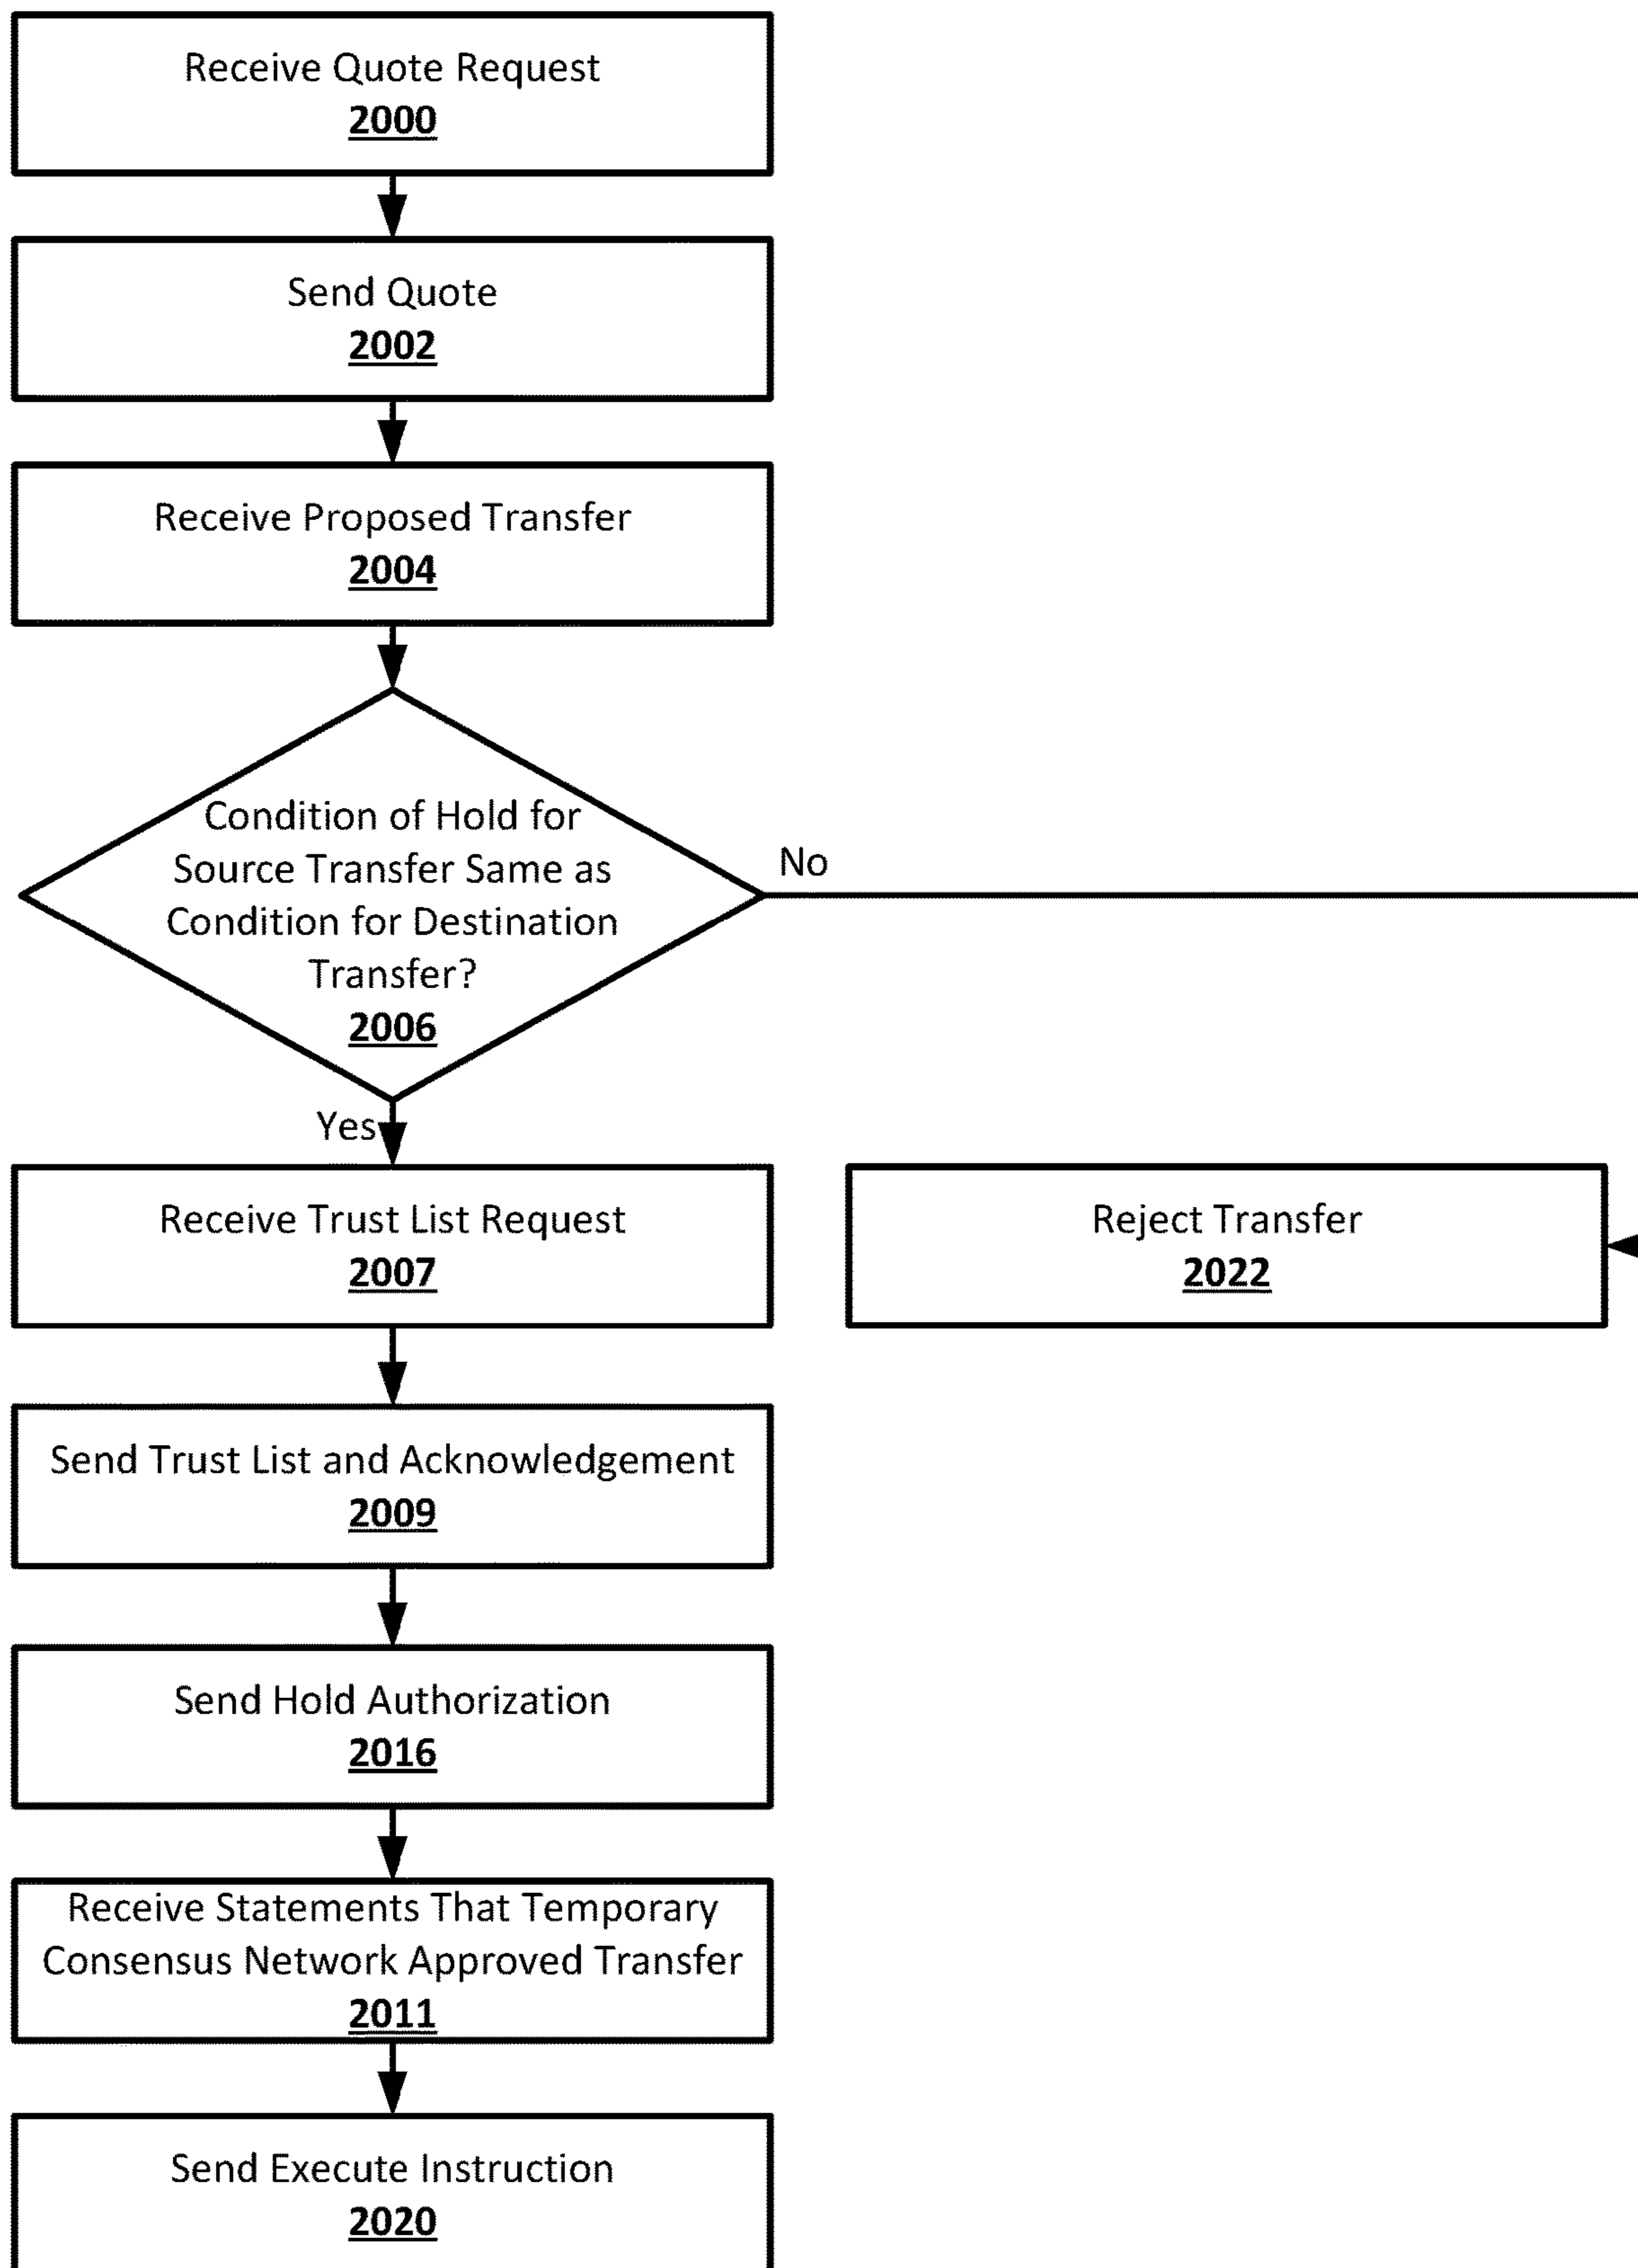 Receive Quote Request
2000
Send Quote
2002
Receive Proposed Transfer
2004
Condition of Hold for
Source Transfer Same as
Condition for Destination
Transfer?
2006
No
Yes
Receive Trust List Request
2007
Reject Transfer
2022
Send Trust List and Acknowledgement
2009
Send Hold Authorization
2016
Receive Statements That Temporary
Consensus Network Approved Transfer
2011
Send Execute Instruction
2020